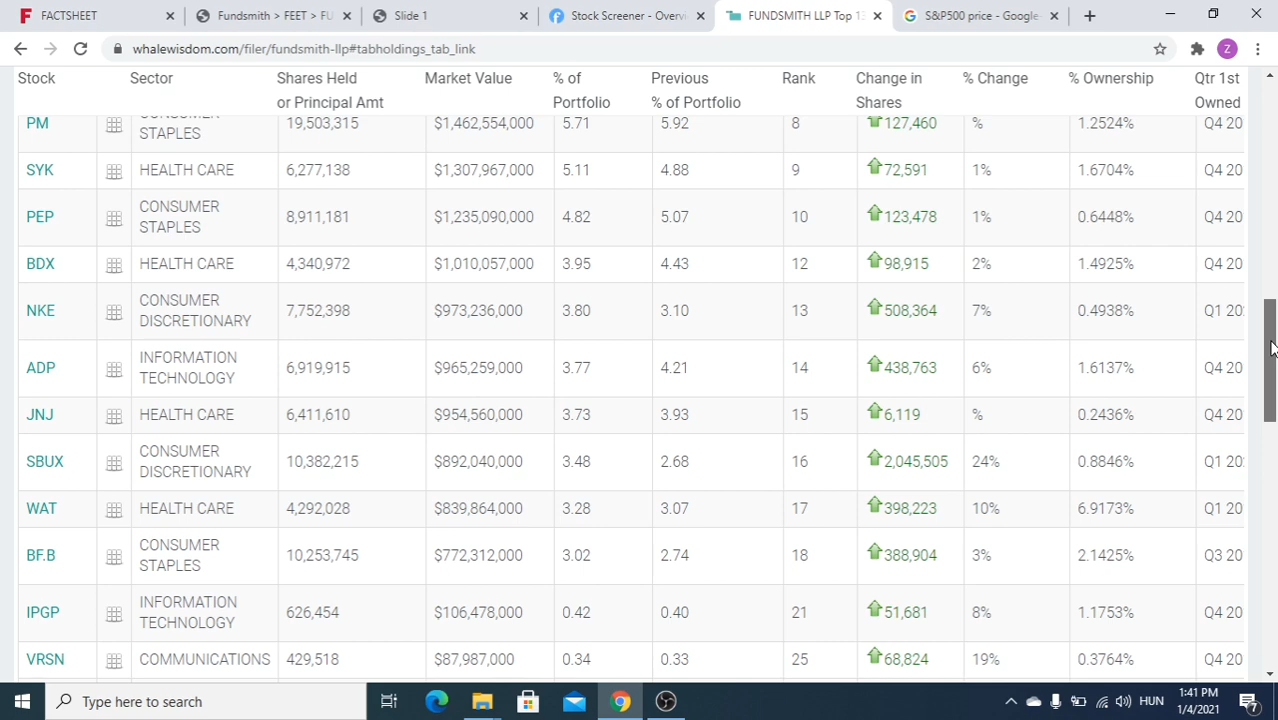 FACTSHEET
Fundsmith > FEET > FU
Slide 1
Stock Screener - Overvi
FUNDSMITH LLP Top 13
S&P500 price - Google
whalewisdom.com/filer/fundsmith-llp#tabholdings_tab_link
Z
Stock Sector Shares Held or Principal Amt Market Value % of Portfolio Previous % of Portfolio Rank Change in Shares % Change % Ownership Qtr 1st Owned
PM CONSUMER STAPLES 19,503,315 $1,462,554,000 5.71 5.92 8 127,460 % 1.2524% Q4 20
SYK HEALTH CARE 6,277,138 $1,307,967,000 5.11 4.88 9 72,591 1% 1.6704% Q4 20
PEP CONSUMER STAPLES 8,911,181 $1,235,090,000 4.82 5.07 10 123,478 1% 0.6448% Q4 20
BDX HEALTH CARE 4,340,972 $1,010,057,000 3.95 4.43 12 98,915 2% 1.4925% Q4 20
NKE CONSUMER DISCRETIONARY 7,752,398 $973,236,000 3.80 3.10 13 508,364 7% 0.4938% Q1 20
ADP INFORMATION TECHNOLOGY 6,919,915 $965,259,000 3.77 4.21 14 438,763 6% 1.6137% Q4 20
JNJ HEALTH CARE 6,411,610 $954,560,000 3.73 3.93 15 6,119 % 0.2436% Q4 20
SBUX CONSUMER DISCRETIONARY 10,382,215 $892,040,000 3.48 2.68 16 2,045,505 24% 0.8846% Q1 20
WAT HEALTH CARE 4,292,028 $839,864,000 3.28 3.07 17 398,223 10% 6.9173% Q1 20
BF.B CONSUMER STAPLES 10,253,745 $772,312,000 3.02 2.74 18 388,904 3% 2.1425% Q3 20
IPGP INFORMATION TECHNOLOGY 626,454 $106,478,000 0.42 0.40 21 51,681 8% 1.1753% Q4 20
VRSN COMMUNICATIONS 429,518 $87,987,000 0.34 0.33 25 68,824 19% 0.3764% Q4 20
Type here to search
HUN
1:41 PM
1/4/2021
7